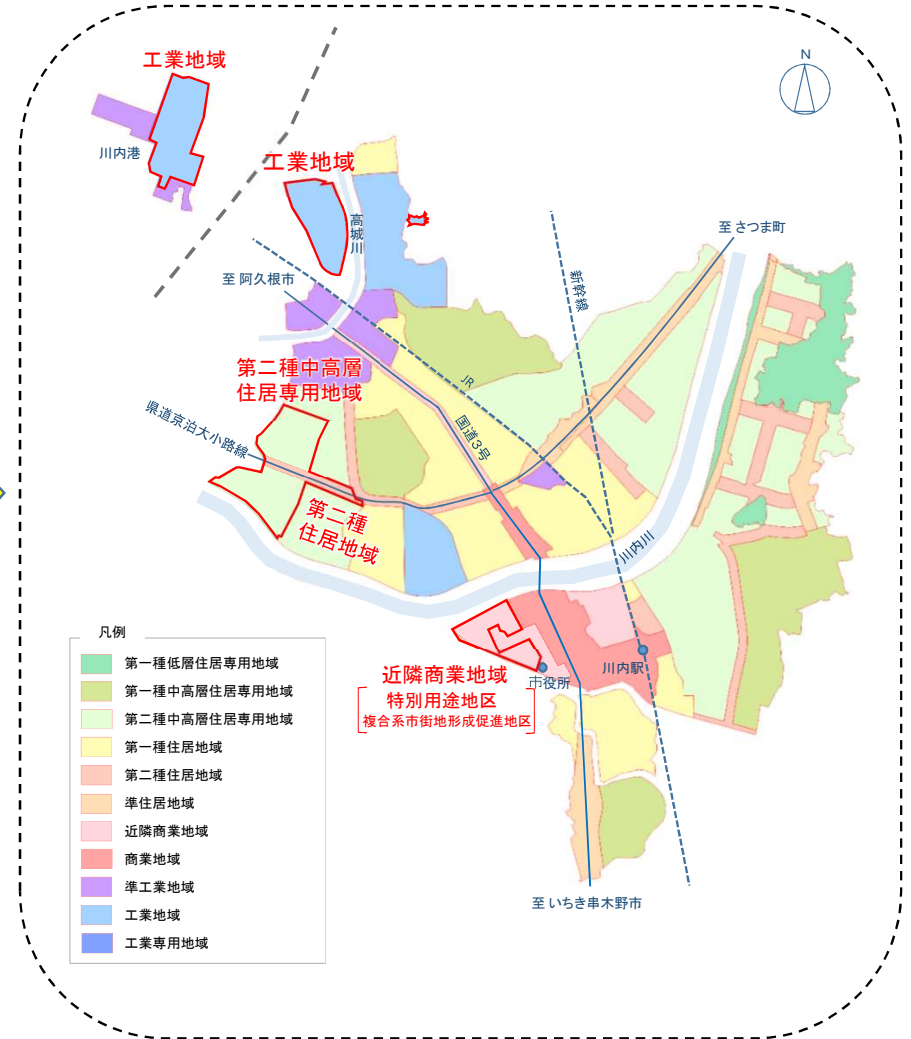 工業地域
N
川内港
工業地域
高城川
至 さつま町
至 阿久根市
新幹線
第二種中高層
住居専用地域
JR
県道京泊大小路線
国道3号
第二種
住居地域
川内川
凡例
第一種低層住居専用地域
第一種中高層住居専用地域
第二種中高層住居専用地域
第一種住居地域
第二種住居地域
準住居地域
近隣商業地域
商業地域
準工業地域
工業地域
工業専用地域
近隣商業地域
特別用途地区
複合系市街地形成促進地区
市役所
川内駅
至 いちき串木野市